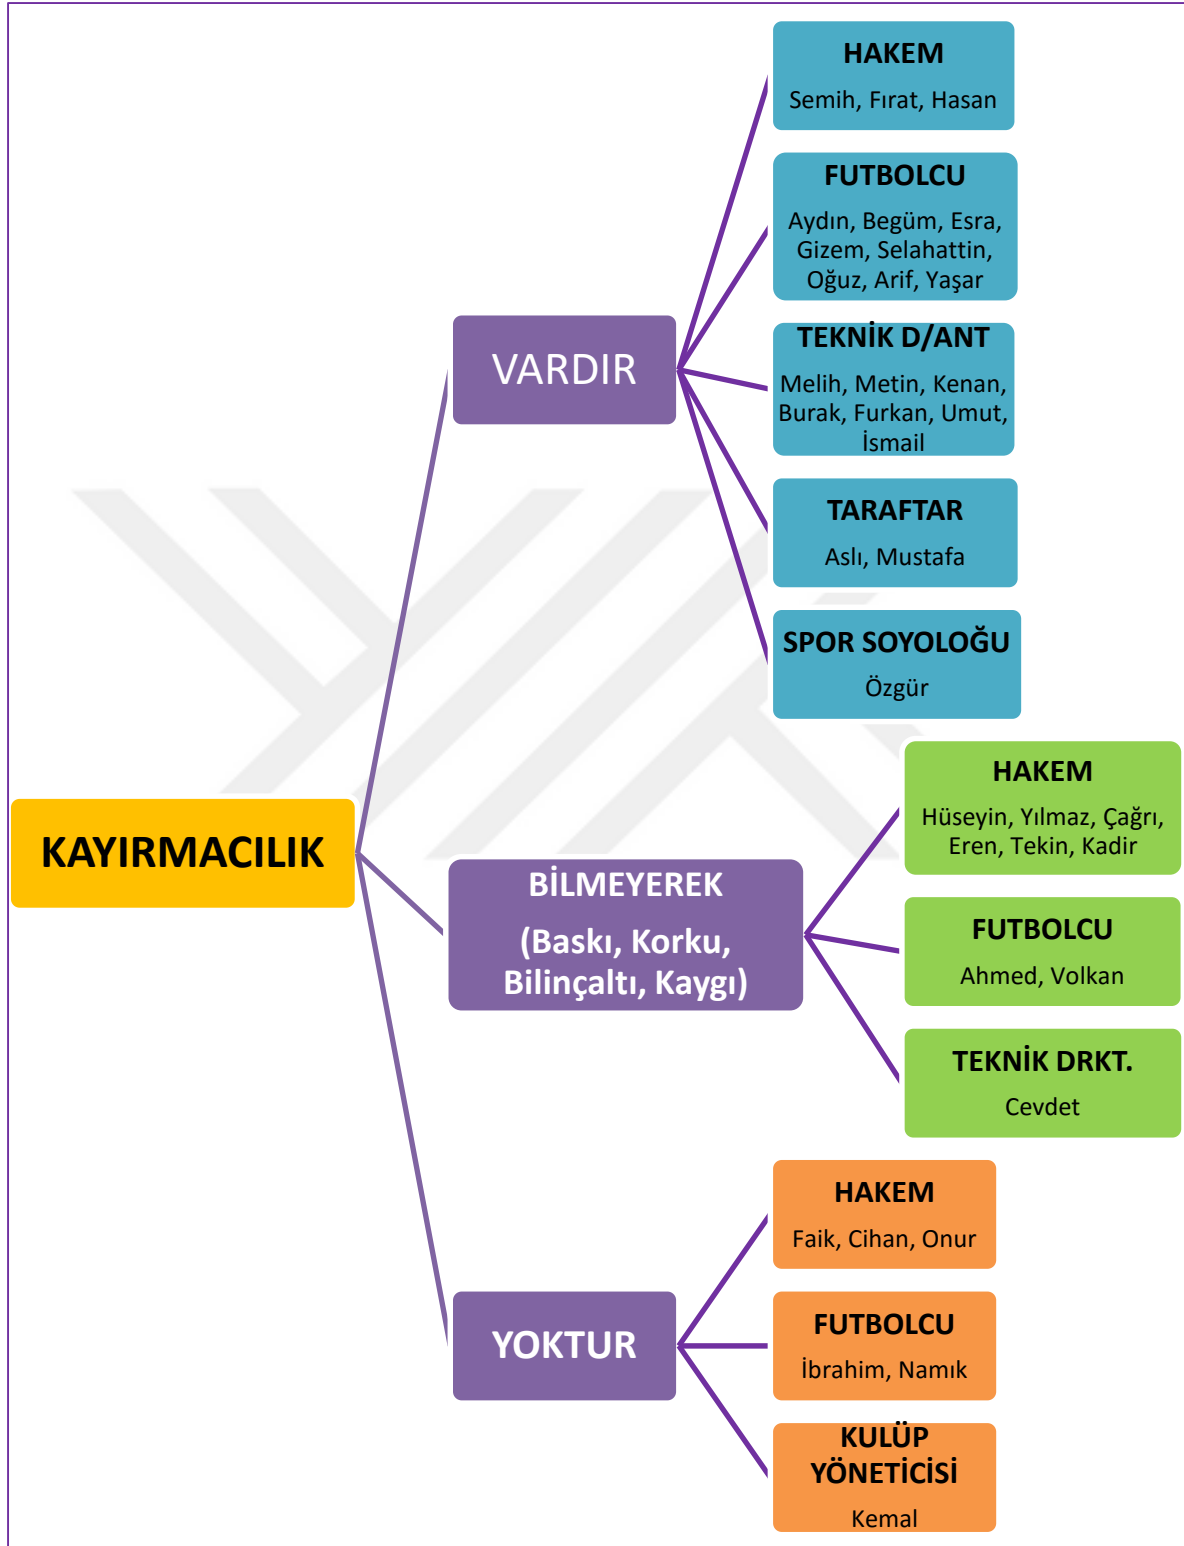 KAYIRMACILIK
VARDIR
HAKEM
Semih, Fırat, Hasan
FUTBOLCU
Aydın, Begüm, Esra,
Gizem, Selahattin,
Oğuz, Arif, Yaşar
TEKNİK D/ANT
Melih, Metin, Kenan,
Burak, Furkan, Umut,
İsmail
TARAFTAR
Aslı, Mustafa
SPOR SOYOLOĞU
Özgür
BİLMEYEREK
(Baskı, Korku,
Bilinçaltı, Kaygı)
HAKEM
Hüseyin, Yılmaz, Çağrı,
Eren, Tekin, Kadir
FUTBOLCU
Ahmed, Volkan
TEKNİK DRKT.
Cevdet
YOKTUR
HAKEM
Faik, Cihan, Onur
FUTBOLCU
İbrahim, Namık
KULÜP
YÖNETİCİSİ
Kemal